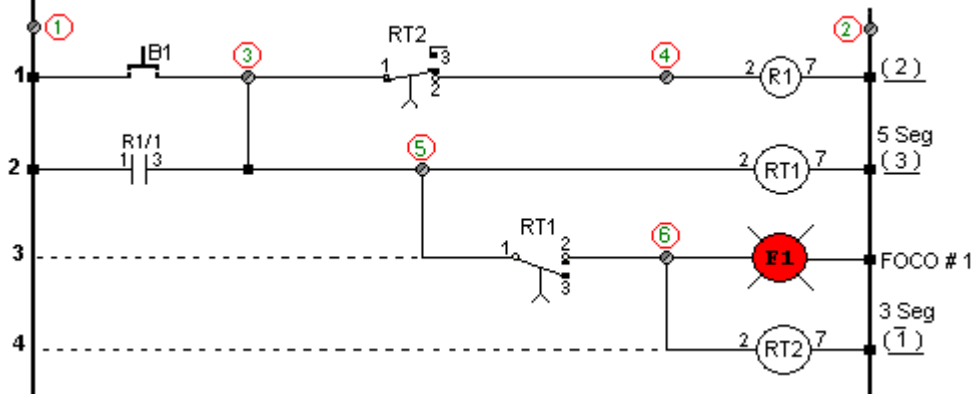 1 2
B1 3 RT2 3 4
1 1 2 2 R1 7 (2)
R1/1 5 5 Seg
2 1 3 2 RT1 7 (3)
RT1 6
3 1 2 3 F1 FOCO # 1
3 Seg
4 2 RT2 7 (1)